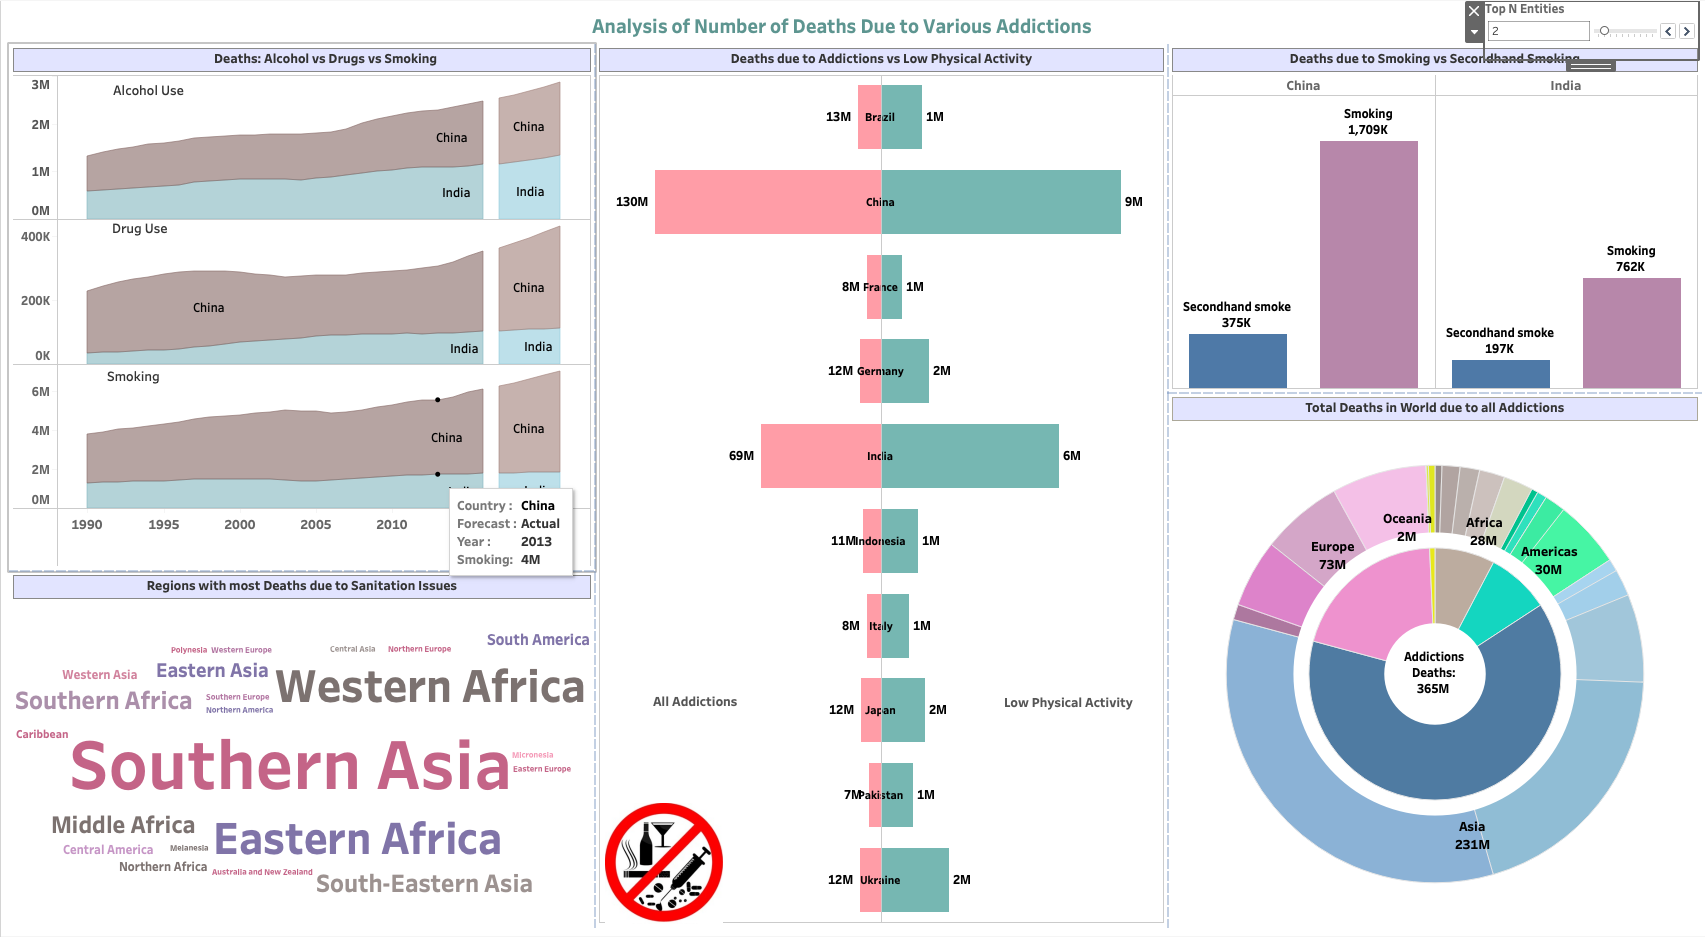 Analysis of Number of Deaths Due to Various Addictions
Top N Entities
2
Deaths: Alcohol vs Drugs vs Smoking
3M
2M
1M
0M
Alcohol Use
China
China
India
India
400K
200K
0K
Drug Use
China
China
India
India
6M
4M
2M
0M
Smoking
China
China
1990
1995
2000
2005
2010
Country : China
Forecast : Actual
Year : 2013
Smoking: 4M
Regions with most Deaths due to Sanitation Issues
South America
Polynesia
Western Europe
Central Asia
Northern Europe
Western Asia
Eastern Asia
Western Africa
Southern Africa
Southern Europe
Northern America
Caribbean
Southern Asia
Micronesia
Eastern Europe
Middle Africa
Eastern Africa
Central America
Melanesia
Northern Africa
Australia and New Zealand
South-Eastern Asia
Deaths due to Addictions vs Low Physical Activity
13M Brazil 1M
130M China 9M
8M France 1M
12M Germany 2M
69M India 6M
11M Indonesia 1M
8M Italy 1M
All Addictions
Low Physical Activity
12M Japan 2M
7M Pakistan 1M
12M Ukraine 2M
Deaths due to Smoking vs Secondhand Smoking
China
India
Smoking
1,709K
Secondhand smoke
375K
Smoking
762K
Secondhand smoke
197K
Total Deaths in World due to all Addictions
Oceania
2M
Africa
28M
Europe
73M
Americas
30M
Addictions
Deaths:
365M
Asia
231M